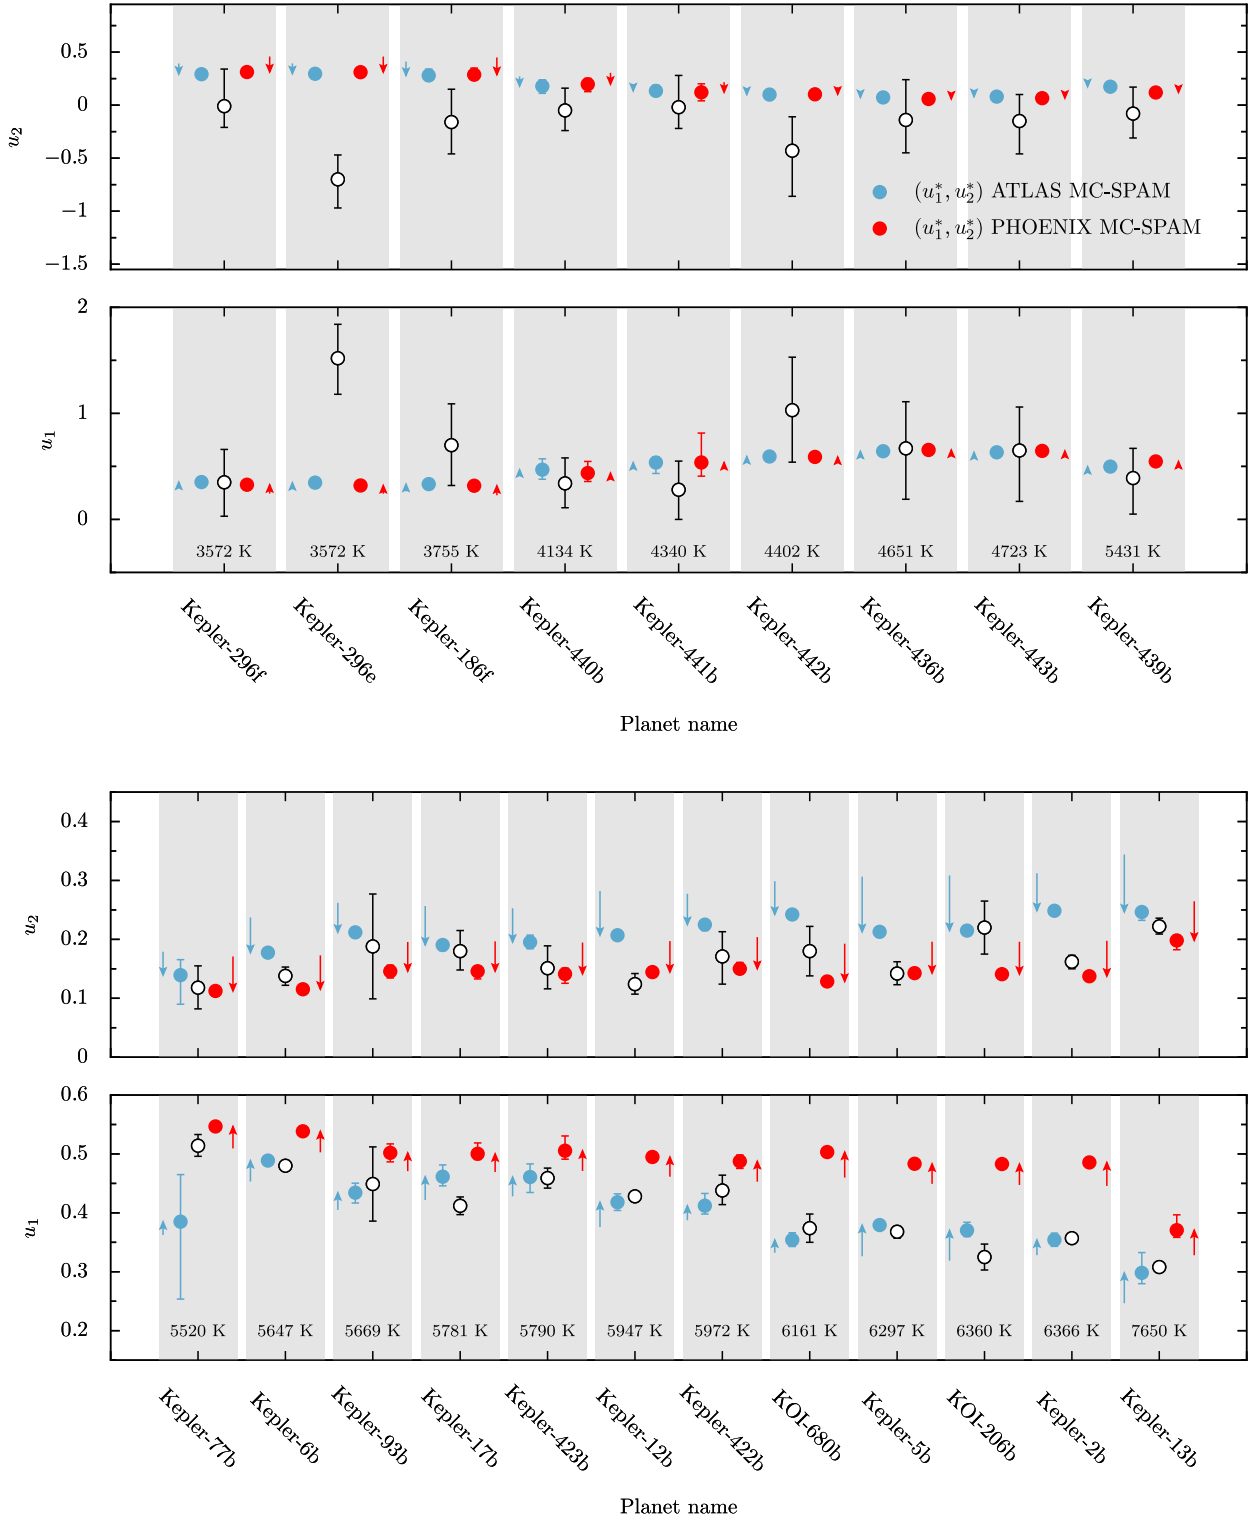 0.5
0
−0.5
−1
−1.5
u₂
(u₁*, u₂*) ATLAS MC-SPAM
(u₁*, u₂*) PHOENIX MC-SPAM
2
1
0
u₁
3572 K 3572 K 3755 K 4134 K 4340 K 4402 K 4651 K 4723 K 5431 K
Kepler-296f Kepler-296e Kepler-186f Kepler-440b Kepler-441b Kepler-442b Kepler-436b Kepler-443b Kepler-439b
Planet name
0.4
0.3
0.2
0.1
0
u₂
0.6
0.5
0.4
0.3
0.2
u₁
5520 K 5647 K 5669 K 5781 K 5790 K 5947 K 5972 K 6161 K 6297 K 6360 K 6366 K 7650 K
Kepler-77b Kepler-6b Kepler-93b Kepler-17b Kepler-423b Kepler-12b Kepler-422b KOI-680b Kepler-5b KOI-206b Kepler-2b Kepler-13b
Planet name